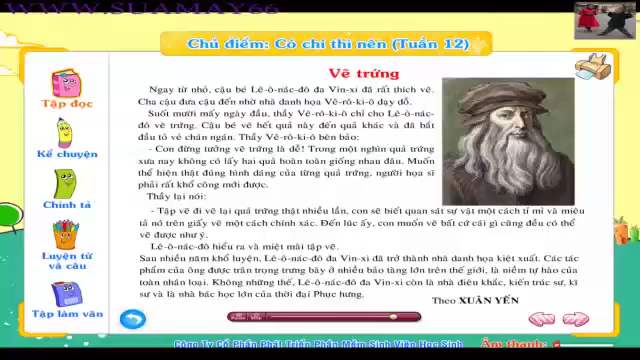 WWW.SUAMAY66
Chủ điểm: Có chí thì nên (Tuần 12)
Vẽ trứng
Ngay từ nhỏ, cậu bé Lê-ô-nác-đô đa Vin-xi đã rất thích vẽ.
Cha cậu đưa cậu đến nhờ nhà danh họa Vê-rô-ki-ô dạy dỗ.
Suốt mười mấy ngày đầu, thầy Vê-rô-ki-ô chỉ cho Lê-ô-nác-
đô vẽ trứng. Cậu bé vẽ hết quả này đến quả khác và đã bắt
đầu tỏ vẻ chán ngán. Thầy Vê-rô-ki-ô bèn bảo:
- Con đừng tưởng vẽ trứng là dễ! Trong một nghìn quả trứng
xưa nay không có lấy hai quả hoàn toàn giống nhau đâu. Muốn
thể hiện thật đúng hình dáng của từng quả trứng, người họa sĩ
phải rất khổ công mới được.
Thầy lại nói:
- Tập vẽ đi vẽ lại quả trứng thật nhiều lần, con sẽ biết quan sát sự vật một cách tỉ mỉ và miêu
tả nó trên giấy vẽ một cách chính xác. Đến lúc ấy, con muốn vẽ bất cứ cái gì cũng đều có thể
vẽ được như ý.
Lê-ô-nác-đô hiểu ra và miệt mài tập vẽ.
Sau nhiều năm khổ luyện, Lê-ô-nác-đô đa Vin-xi đã trở thành nhà danh họa kiệt xuất. Các tác
phẩm của ông được trân trọng trưng bày ở nhiều bảo tàng lớn trên thế giới, là niềm tự hào của
toàn nhân loại. Không những thế, Lê-ô-nác-đô đa Vin-xi còn là nhà điêu khắc, kiến trúc sư, kĩ
sư và là nhà bác học lớn của thời đại Phục hưng.
Theo XUÂN YẾN
Tập đọc
Kể chuyện
Chính tả
Luyện từ
và câu
Tập làm văn
Công Ty Cổ Phần Phát Triển Phần Mềm Sinh Viên Học Sinh
Âm thanh: